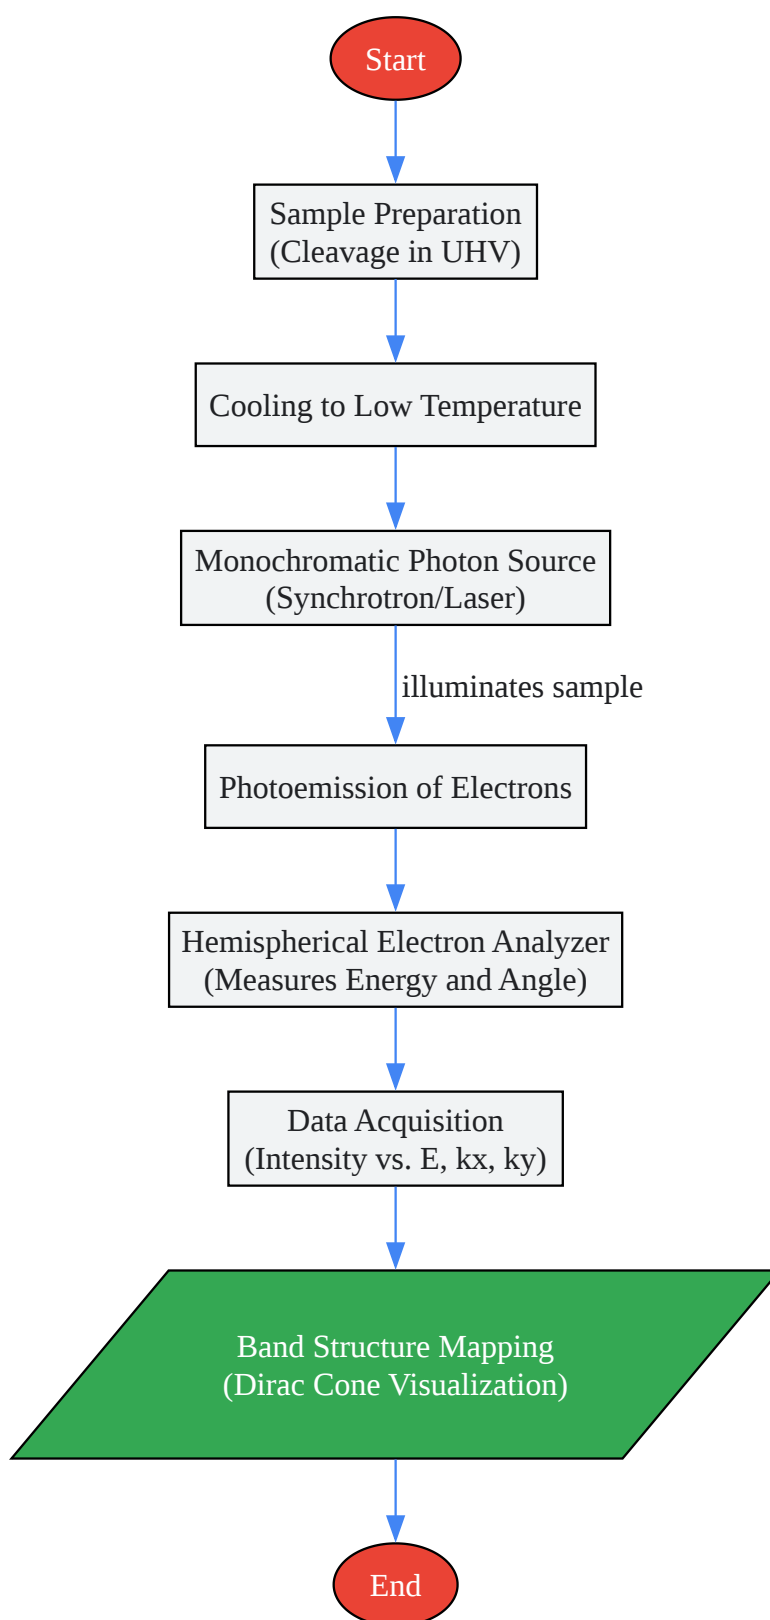 Start
Sample Preparation
(Cleavage in UHV)
Cooling to Low Temperature
Monochromatic Photon Source
(Synchrotron/Laser)
illuminates sample
Photoemission of Electrons
Hemispherical Electron Analyzer
(Measures Energy and Angle)
Data Acquisition
(Intensity vs. E, kx, ky)
Band Structure Mapping
(Dirac Cone Visualization)
End